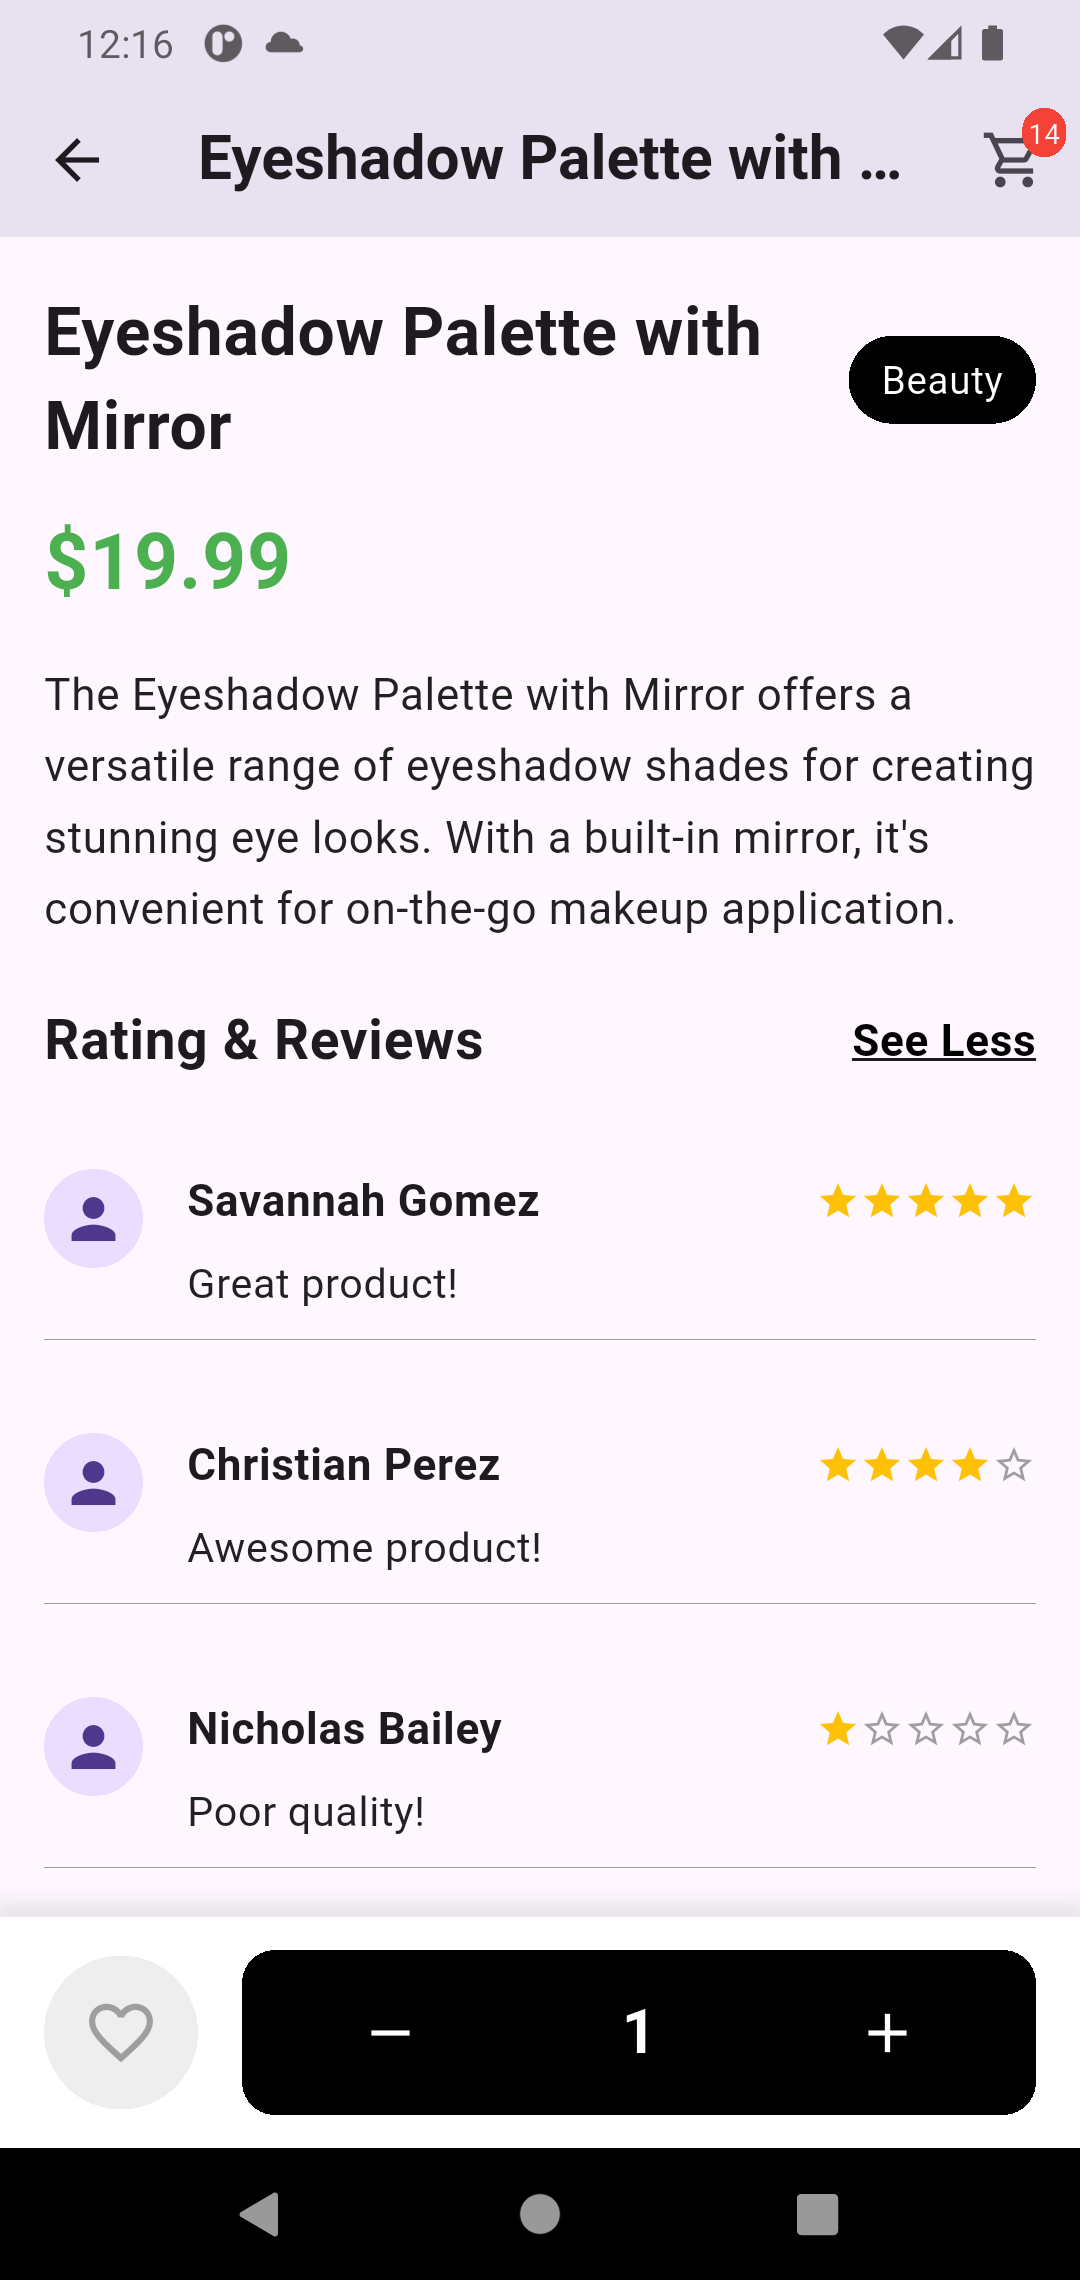 12:16
Eyeshadow Palette with ...
14
Eyeshadow Palette with
Mirror
Beauty
$19.99
The Eyeshadow Palette with Mirror offers a
versatile range of eyeshadow shades for creating
stunning eye looks. With a built-in mirror, it's
convenient for on-the-go makeup application.
Rating & Reviews
See Less
Savannah Gomez
Great product!
Christian Perez
Awesome product!
Nicholas Bailey
Poor quality!
1